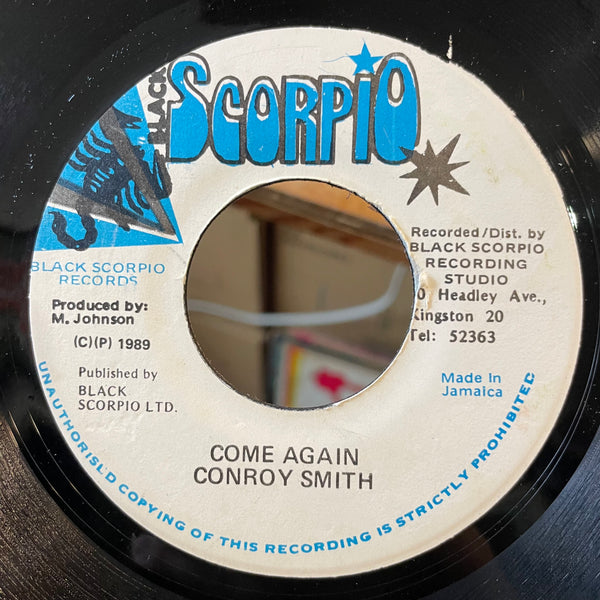 BLACK SCORPIO
BLACK SCORPIO
RECORDS
Produced by:
M. Johnson
(C)(P) 1989
Published by
BLACK
SCORPIO LTD.
Recorded/Dist. by
BLACK SCORPIO
RECORDING
STUDIO
0, Headley Ave.,
Kingston 20
Tel: 52363
Made In
Jamaica
COME AGAIN
CONROY SMITH
UNAUTHORISL'D COPYING OF THIS RECORDING IS STRICTLY PROHIBITED